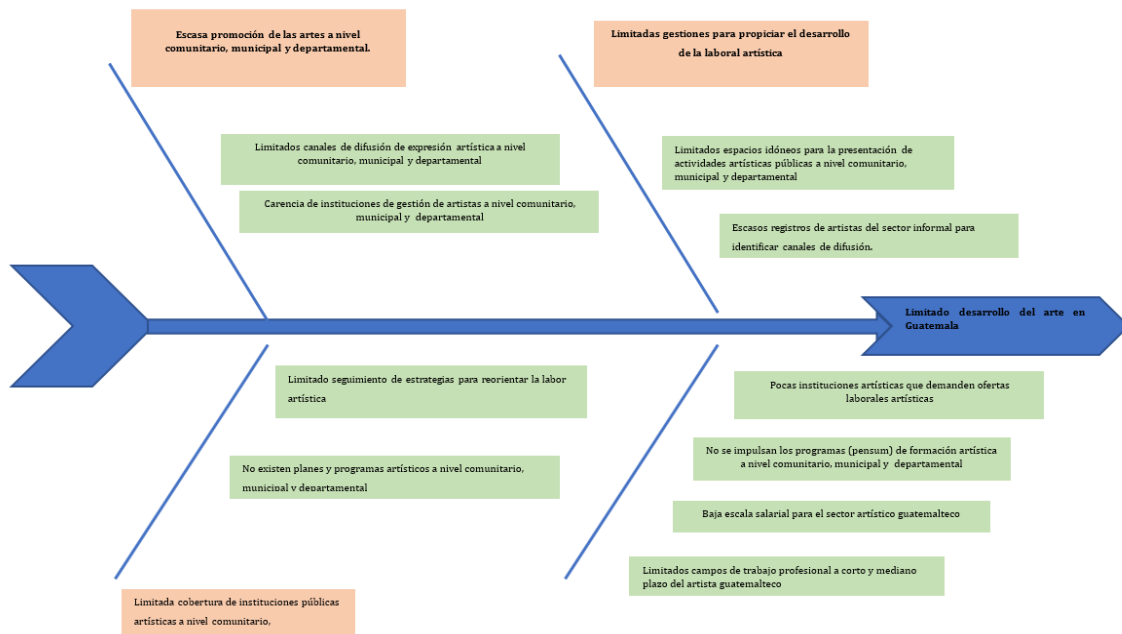 Escasa promoción de las artes a nivel
comunitario, municipal y departamental.
Limitadas gestiones para propiciar el desarrollo
de la laboral artística
Limitados canales de difusión de expresión artística a nivel
comunitario, municipal y departamental
Carencia de instituciones de gestión de artistas a nivel comunitario,
municipal y departamental
Limitados espacios idóneos para la presentación de
actividades artísticas públicas a nivel comunitario,
municipal y departamental
Escasos registros de artistas del sector informal para
identificar canales de difusión.
Limitado desarrollo del arte en
Guatemala
Limitado seguimiento de estrategias para reorientar la labor
artística
No existen planes y programas artísticos a nivel comunitario,
municipal y departamental
Limitada cobertura de instituciones públicas
artísticas a nivel comunitario,
Pocas instituciones artísticas que demanden ofertas
laborales artísticas
No se impulsan los programas (pensum) de formación artística
a nivel comunitario, municipal y departamental
Baja escala salarial para el sector artístico guatemalteco
Limitados campos de trabajo profesional a corto y mediano
plazo del artista guatemalteco